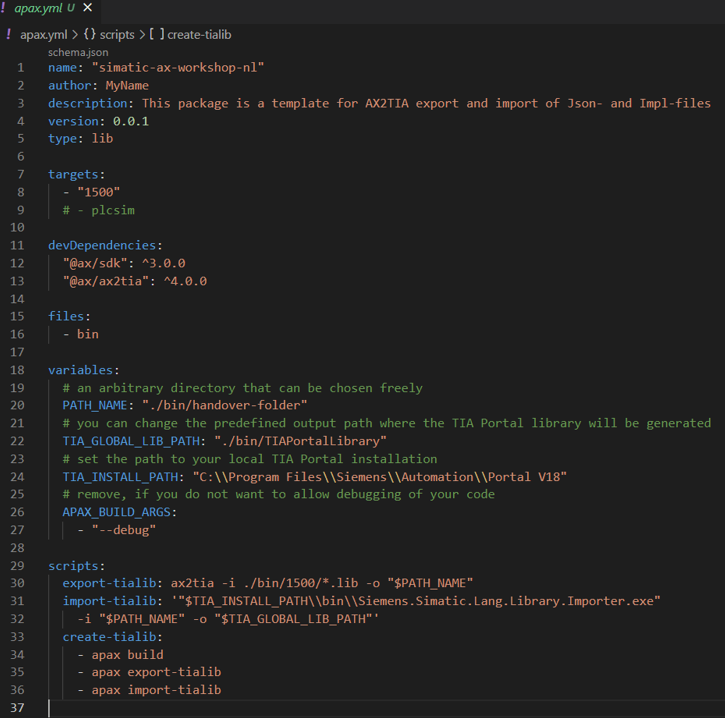 ! apax.yml U ×
! apax.yml > {} scripts > [ ] create-tialib
schema.json
1 name: "simatic-ax-workshop-nl"
2 author: MyName
3 description: This package is a template for AX2TIA export and import of Json- and Impl-files
4 version: 0.0.1
5 type: lib
6
7 targets:
8   - "1500"
9   # - plcsim
10
11 devDependencies:
12   "@ax/sdk": ^3.0.0
13   "@ax/ax2tia": ^4.0.0
14
15 files:
16   - bin
17
18 variables:
19   # an arbitrary directory that can be chosen freely
20   PATH_NAME: "./bin/handover-folder"
21   # you can change the predefined output path where the TIA Portal library will be generated
22   TIA_GLOBAL_LIB_PATH: "./bin/TIAPortalLibrary"
23   # set the path to your local TIA Portal installation
24   TIA_INSTALL_PATH: "C:\\Program Files\\Siemens\\Automation\\Portal V18"
25   # remove, if you do not want to allow debugging of your code
26   APAX_BUILD_ARGS:
27     - "--debug"
28
29 scripts:
30   export-tialib: ax2tia -i ./bin/1500/*.lib -o "$PATH_NAME"
31   import-tialib: '"$TIA_INSTALL_PATH\\bin\\Siemens.Simatic.Lang.Library.Importer.exe"
32     -i "$PATH_NAME" -o "$TIA_GLOBAL_LIB_PATH"'
33   create-tialib:
34     - apax build
35     - apax export-tialib
36     - apax import-tialib
37